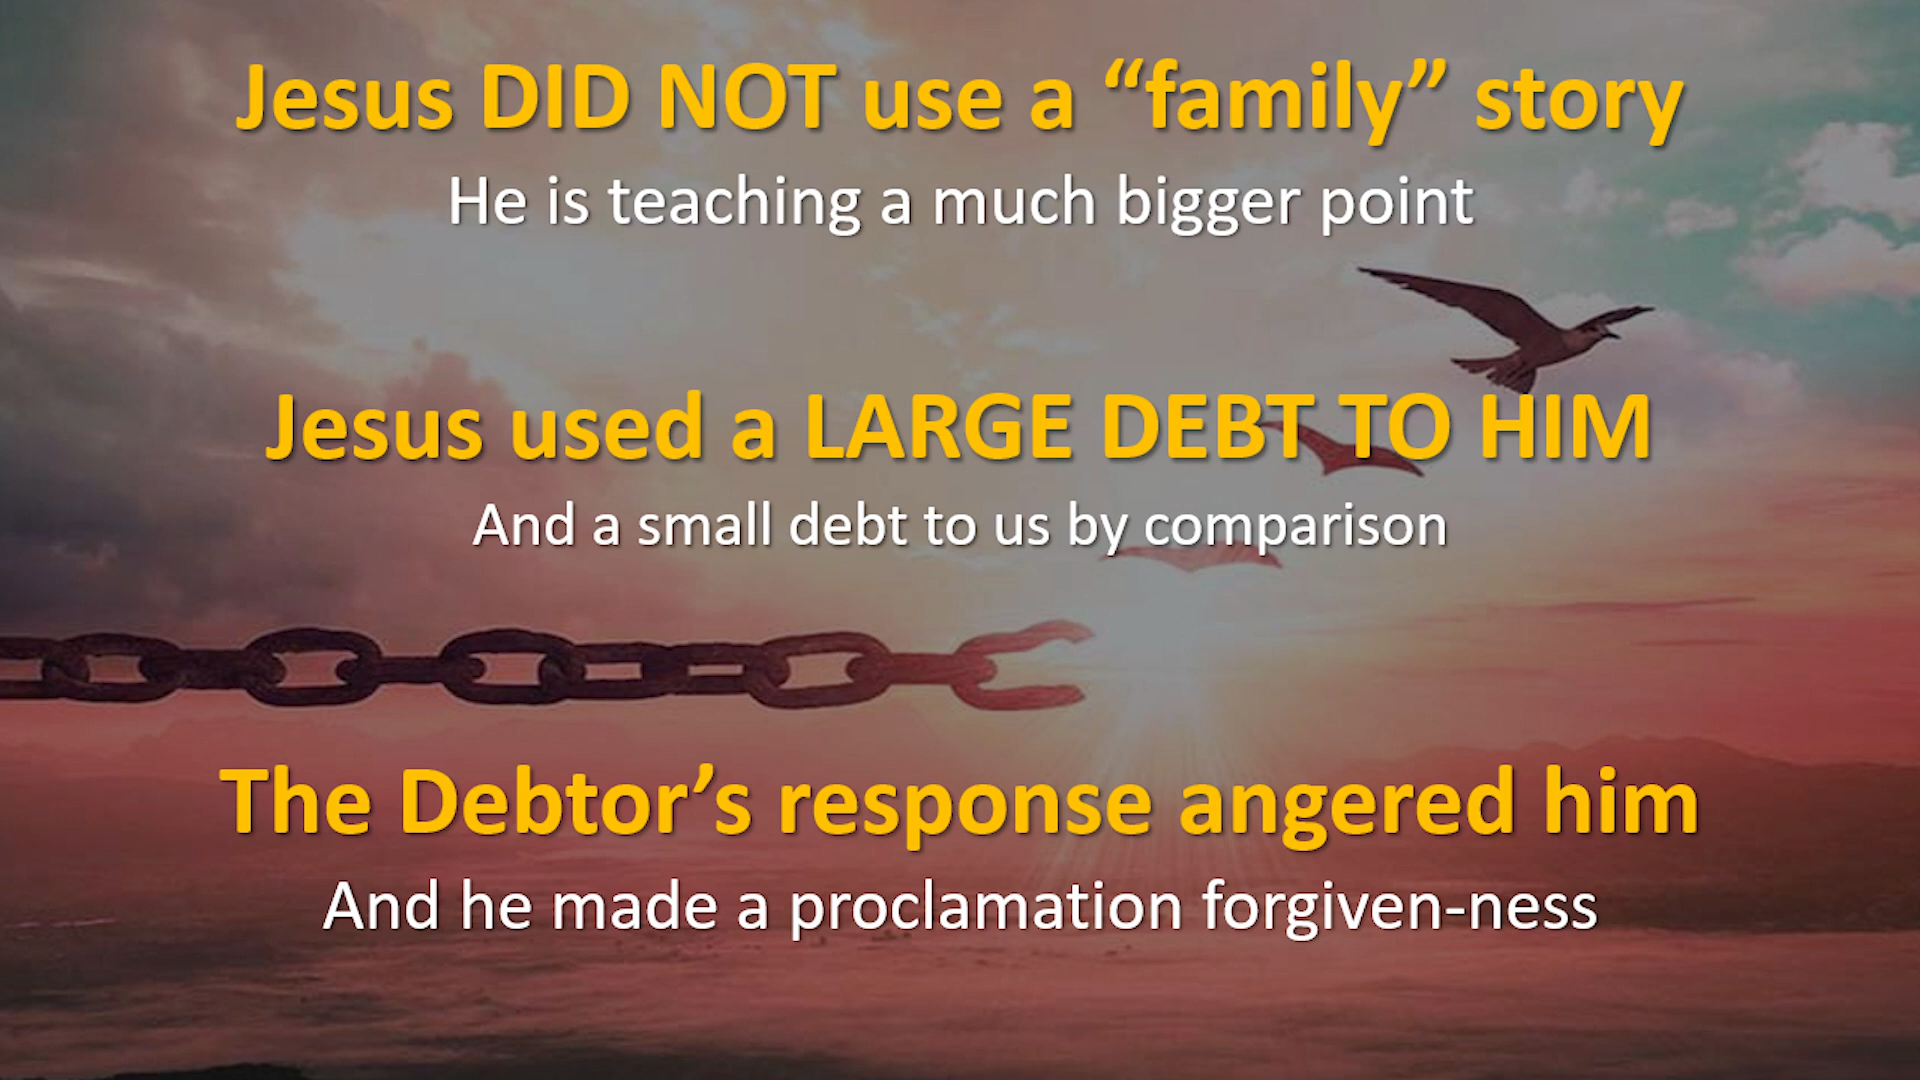 Jesus DID NOT use a “family” story
He is teaching a much bigger point
Jesus used a LARGE DEBT TO HIM
And a small debt to us by comparison
The Debtor’s response angered him
And he made a proclamation forgiven-ness